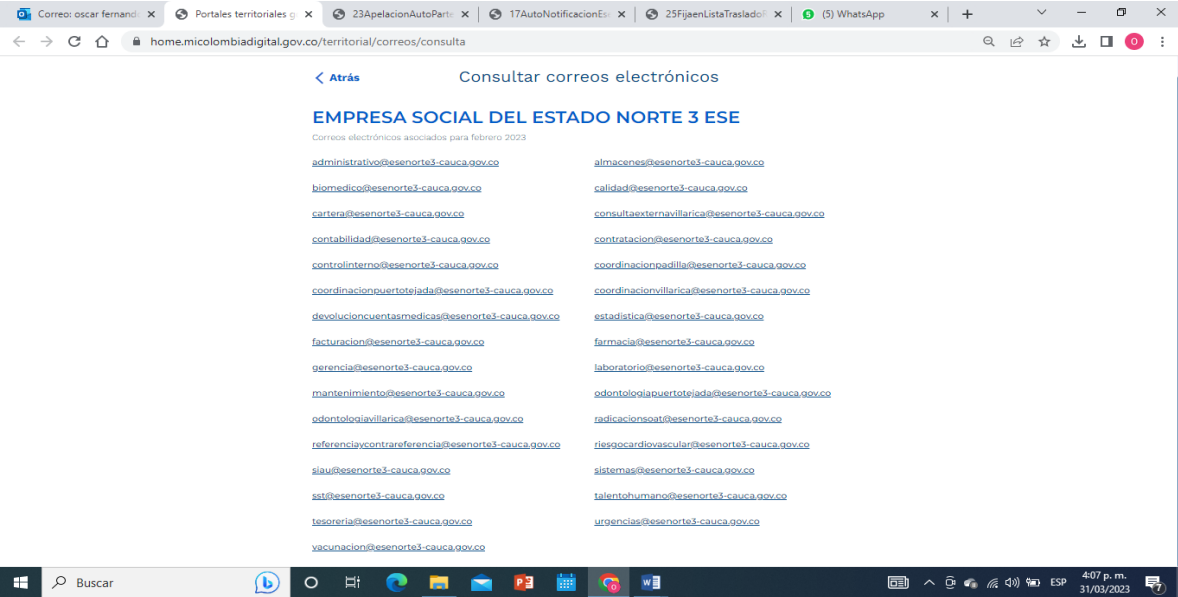 Correo: oscar fernand
Portales territoriales g
23ApelacionAutoParte
17AutoNotificacionEsr
25FijaenListaTrasladoR
(5) WhatsApp
home.micolombiadigital.gov.co/territorial/correos/consulta
O
Atrás
Consultar correos electrónicos
EMPRESA SOCIAL DEL ESTADO NORTE 3 ESE
Correos electrónicos asociados para febrero 2023
administrativo@esenorte3-cauca.gov.co
almacenes@esenorte3-cauca.gov.co
biomedico@esenorte3-cauca.gov.co
calidad@esenorte3-cauca.gov.co
cartera@esenorte3-cauca.gov.co
consultaexternavillarica@esenorte3-cauca.gov.co
contabilidad@esenorte3-cauca.gov.co
contratacion@esenorte3-cauca.gov.co
controlinterno@esenorte3-cauca.gov.co
coordinacionpadilla@esenorte3-cauca.gov.co
coordinacionpuertotejada@esenorte3-cauca.gov.co
coordinacionvillarica@esenorte3-cauca.gov.co
devolucioncuentasmedicas@esenorte3-cauca.gov.co
estadistica@esenorte3-cauca.gov.co
facturacion@esenorte3-cauca.gov.co
farmacia@esenorte3-cauca.gov.co
gerencia@esenorte3-cauca.gov.co
laboratorio@esenorte3-cauca.gov.co
mantenimiento@esenorte3-cauca.gov.co
odontologiapuertotejada@esenorte3-cauca.gov.co
odontologiavillarica@esenorte3-cauca.gov.co
radicacionsoat@esenorte3-cauca.gov.co
referenciaycontrareferencia@esenorte3-cauca.gov.co
riesgocardiovascular@esenorte3-cauca.gov.co
siau@esenorte3-cauca.gov.co
sistemas@esenorte3-cauca.gov.co
sst@esenorte3-cauca.gov.co
talentohumano@esenorte3-cauca.gov.co
tesoreria@esenorte3-cauca.gov.co
urgencias@esenorte3-cauca.gov.co
vacunacion@esenorte3-cauca.gov.co
Buscar
ESP
4:07 p. m.
31/03/2023
7